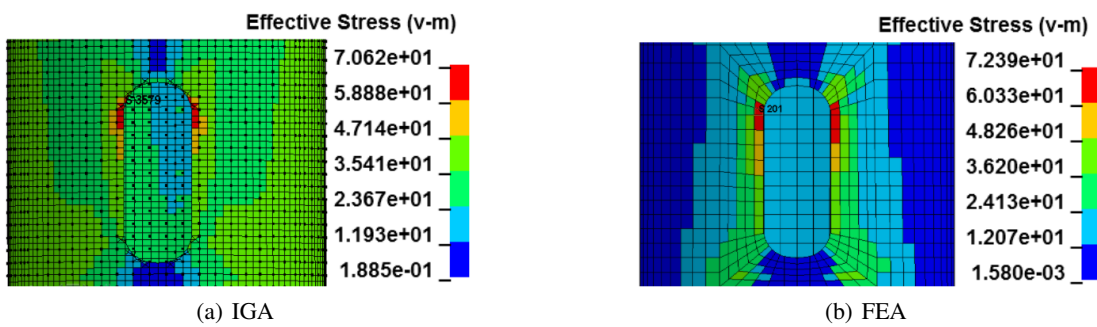 Effective Stress (v-m)
7.062e+01
5.888e+01
4.714e+01
3.541e+01
2.367e+01
1.193e+01
1.885e-01
S 3579
(a) IGA
Effective Stress (v-m)
7.239e+01
6.033e+01
4.826e+01
3.620e+01
2.413e+01
1.207e+01
1.580e-03
S 201
(b) FEA